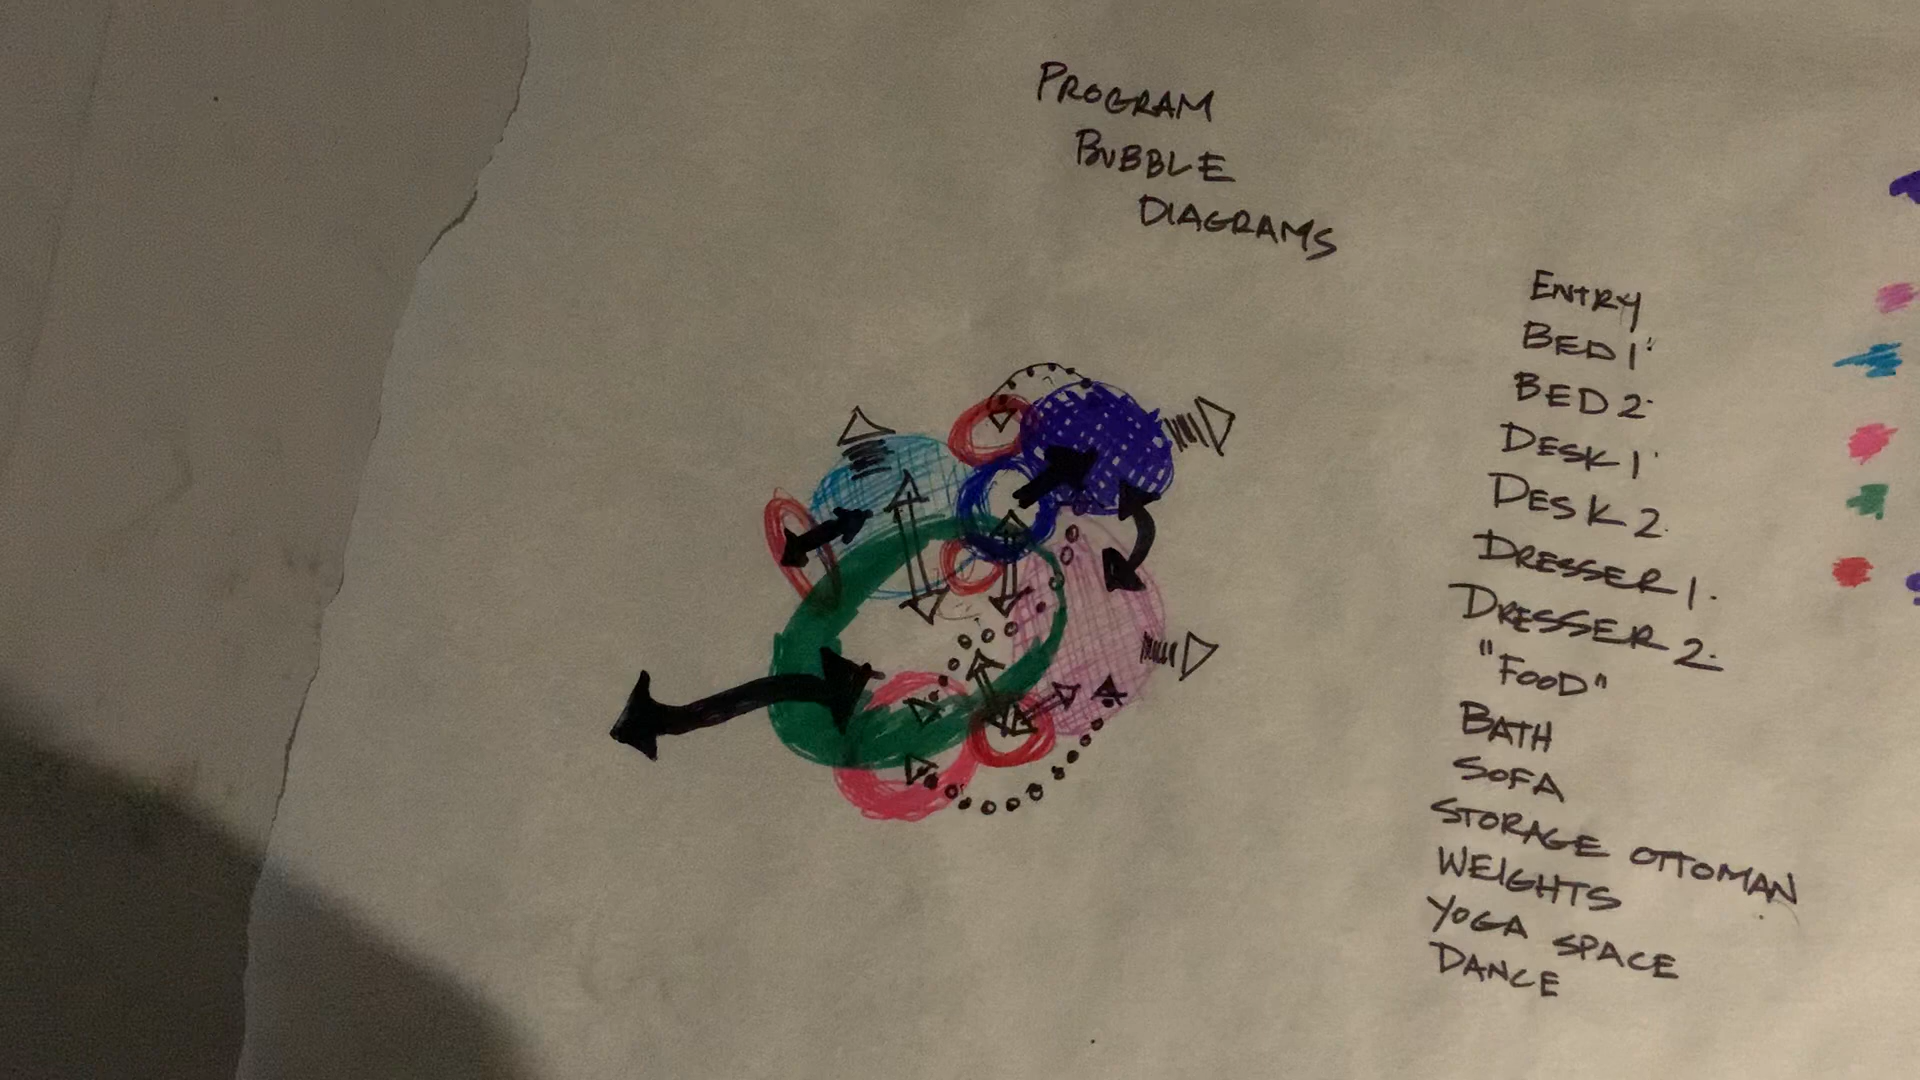 PROGRAM
BUBBLE
DIAGRAMS
ENTRY
BED 1.
BED 2.
DESK 1.
DESK 2.
DRESSER 1.
DRESSER 2.
"FOOD"
BATH
SOFA
STORAGE OTTOMAN
WEIGHTS
YOGA SPACE
DANCE